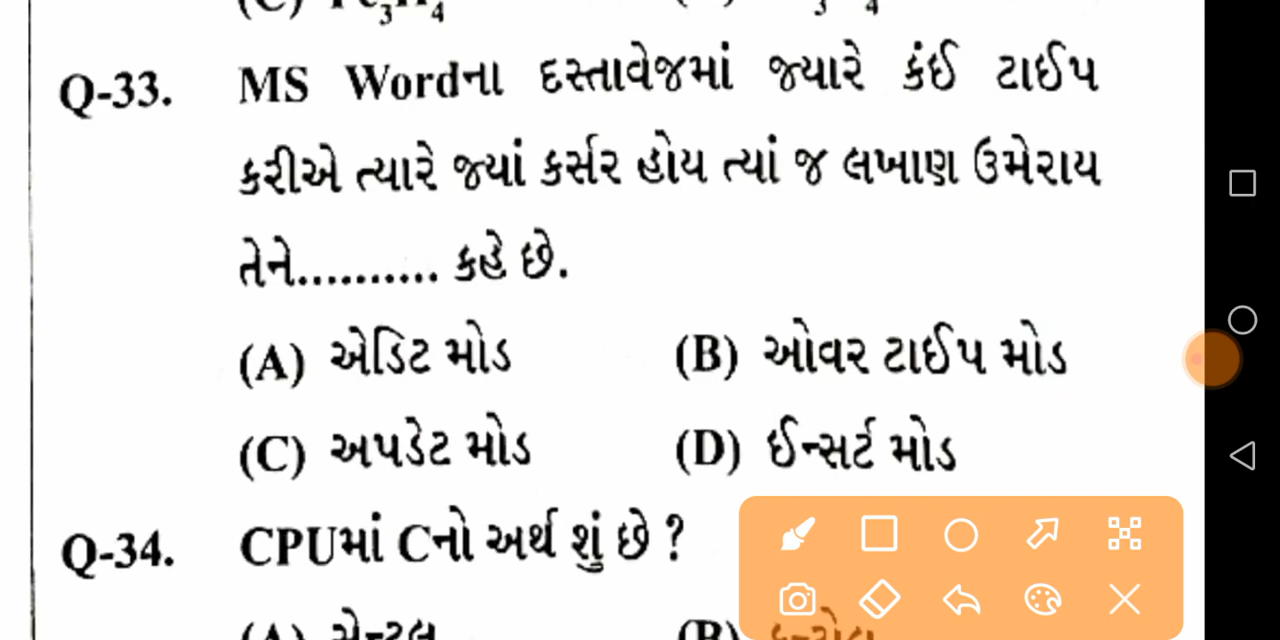 Q-33. MS Wordના દસ્તાવેજમાં જ્યારે કંઈ ટાઈપ
કરીએ ત્યારે જ્યાં કર્સર હોય ત્યાં જ લખાણ ઉમેરાય
તેને.......... કહે છે.
(A) એડિટ મોડ (B) ઓવર ટાઈપ મોડ
(C) અપડેટ મોડ (D) ઈન્સર્ટ મોડ
Q-34. CPUમાં Cનો અર્થ શું છે ?
(A) સેન્ટ્રલ (B)